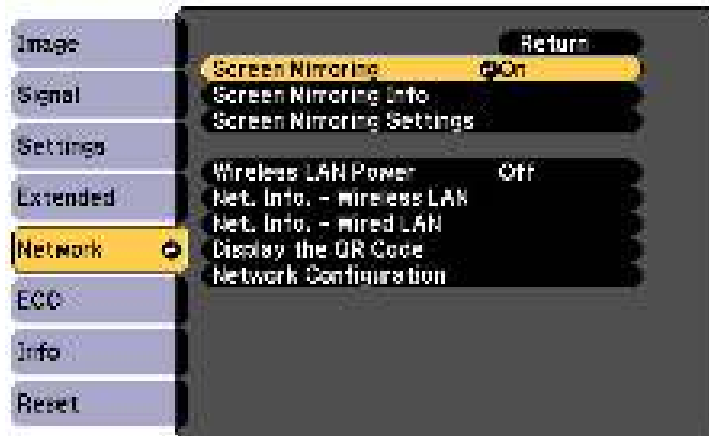 Image
Signal
Settings
Extended
Network
ECO
Info
Reset
Return
Screen Mirroring On
Screen Mirroring Info
Screen Mirroring Settings
Wireless LAN Power Off
Net. Info. - Wireless LAN
Net. Info. - Wired LAN
Display the QR Code
Network Configuration